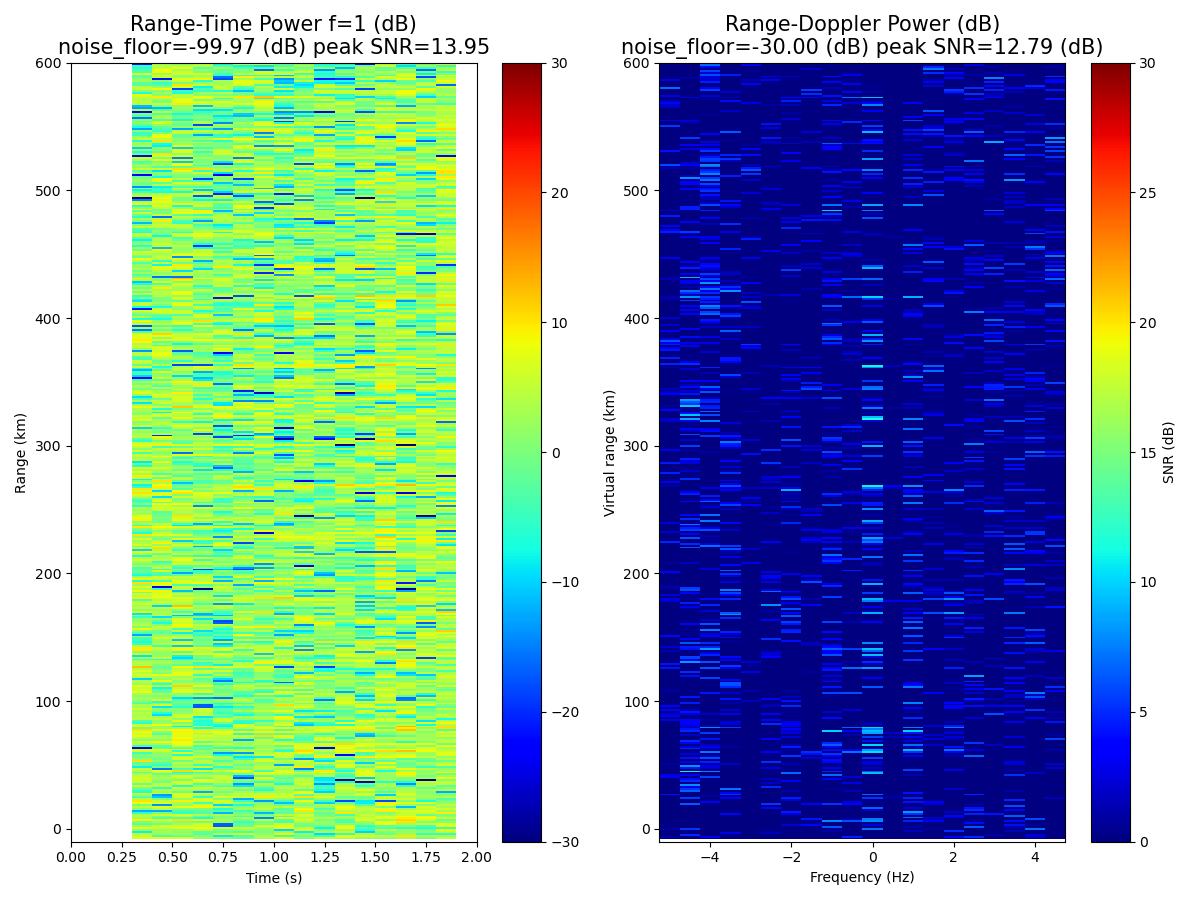 Range-Time Power f=1 (dB)
noise_floor=-99.97 (dB) peak SNR=13.95
600
500
400
300
200
100
0
Range (km)
0.00 0.25 0.50 0.75 1.00 1.25 1.50 1.75 2.00
Time (s)
30
20
10
0
−10
−20
−30
Range-Doppler Power (dB)
noise_floor=-30.00 (dB) peak SNR=12.79 (dB)
600
500
400
300
200
100
0
Virtual range (km)
−4 −2 0 2 4
Frequency (Hz)
30
25
20
15
10
5
0
SNR (dB)